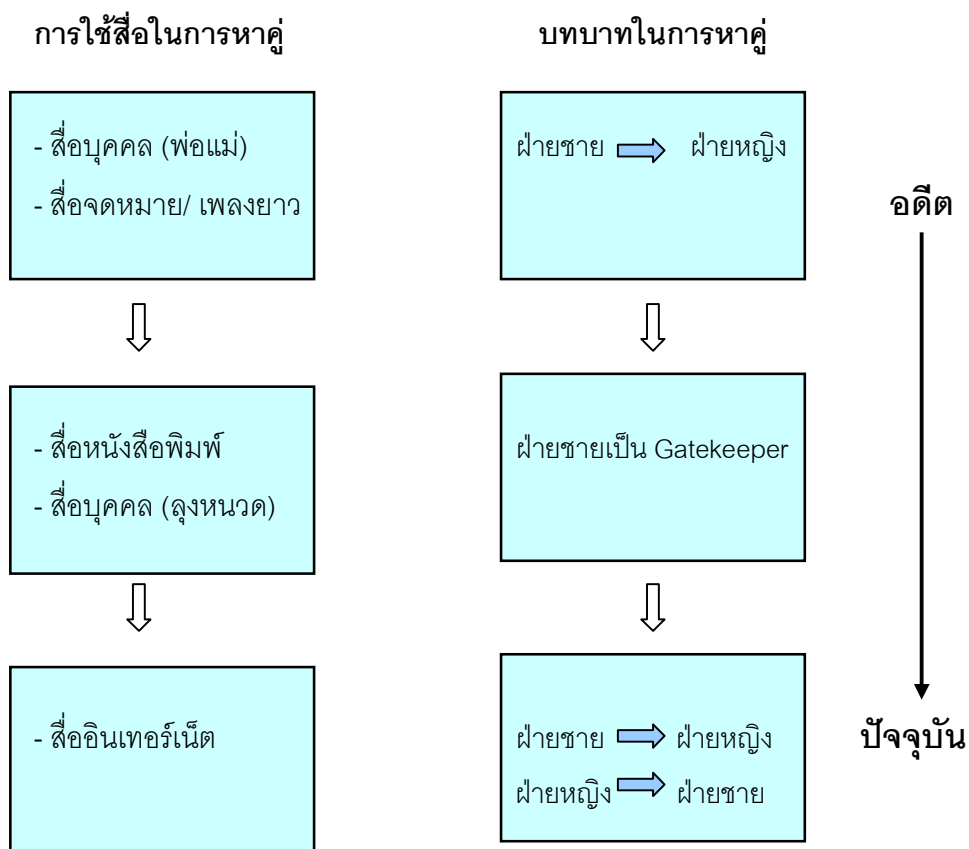 การใช้สื่อในการหาคู่
บทบาทในการหาคู่
- สื่อบุคคล (พ่อแม่)
- สื่อจดหมาย/ เพลงยาว
ฝ่ายชาย ฝ่ายหญิง
อดีต
- สื่อหนังสือพิมพ์
- สื่อบุคคล (ลุงหนวด)
ฝ่ายชายเป็น Gatekeeper
- สื่ออินเทอร์เน็ต
ฝ่ายชาย ฝ่ายหญิง
ฝ่ายหญิง ฝ่ายชาย
ปัจจุบัน